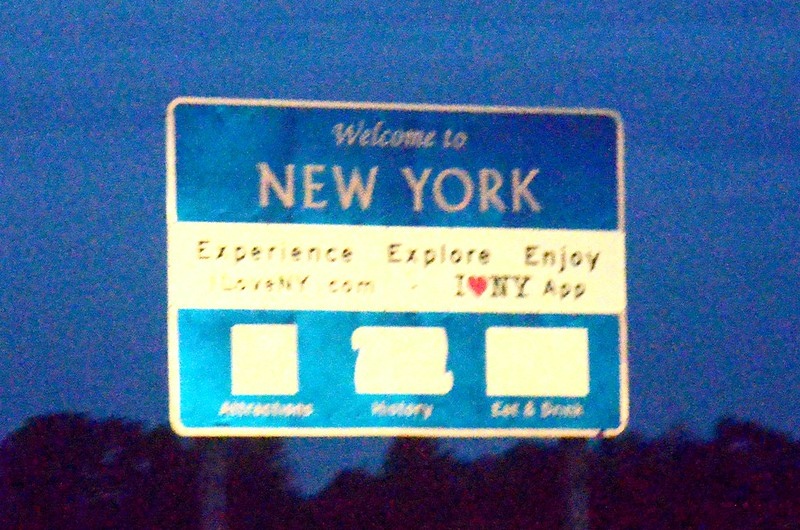 Welcome to
NEW YORK
Experience Explore Enjoy
ILoveNY.com · I❤NY App
Attractions History Eat & Drink